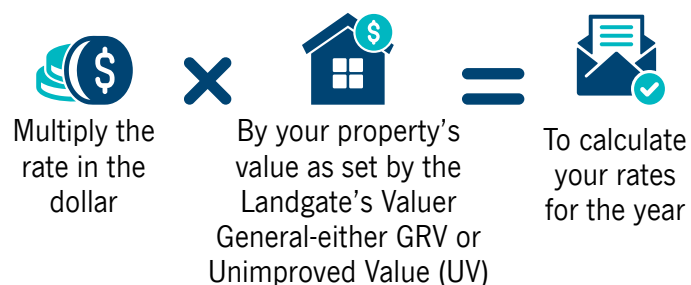 $
Multiply the
rate in the
dollar
$
By your property's
value as set by the
Landgate's Valuer
General-either GRV or
Unimproved Value (UV)
To calculate
your rates
for the year